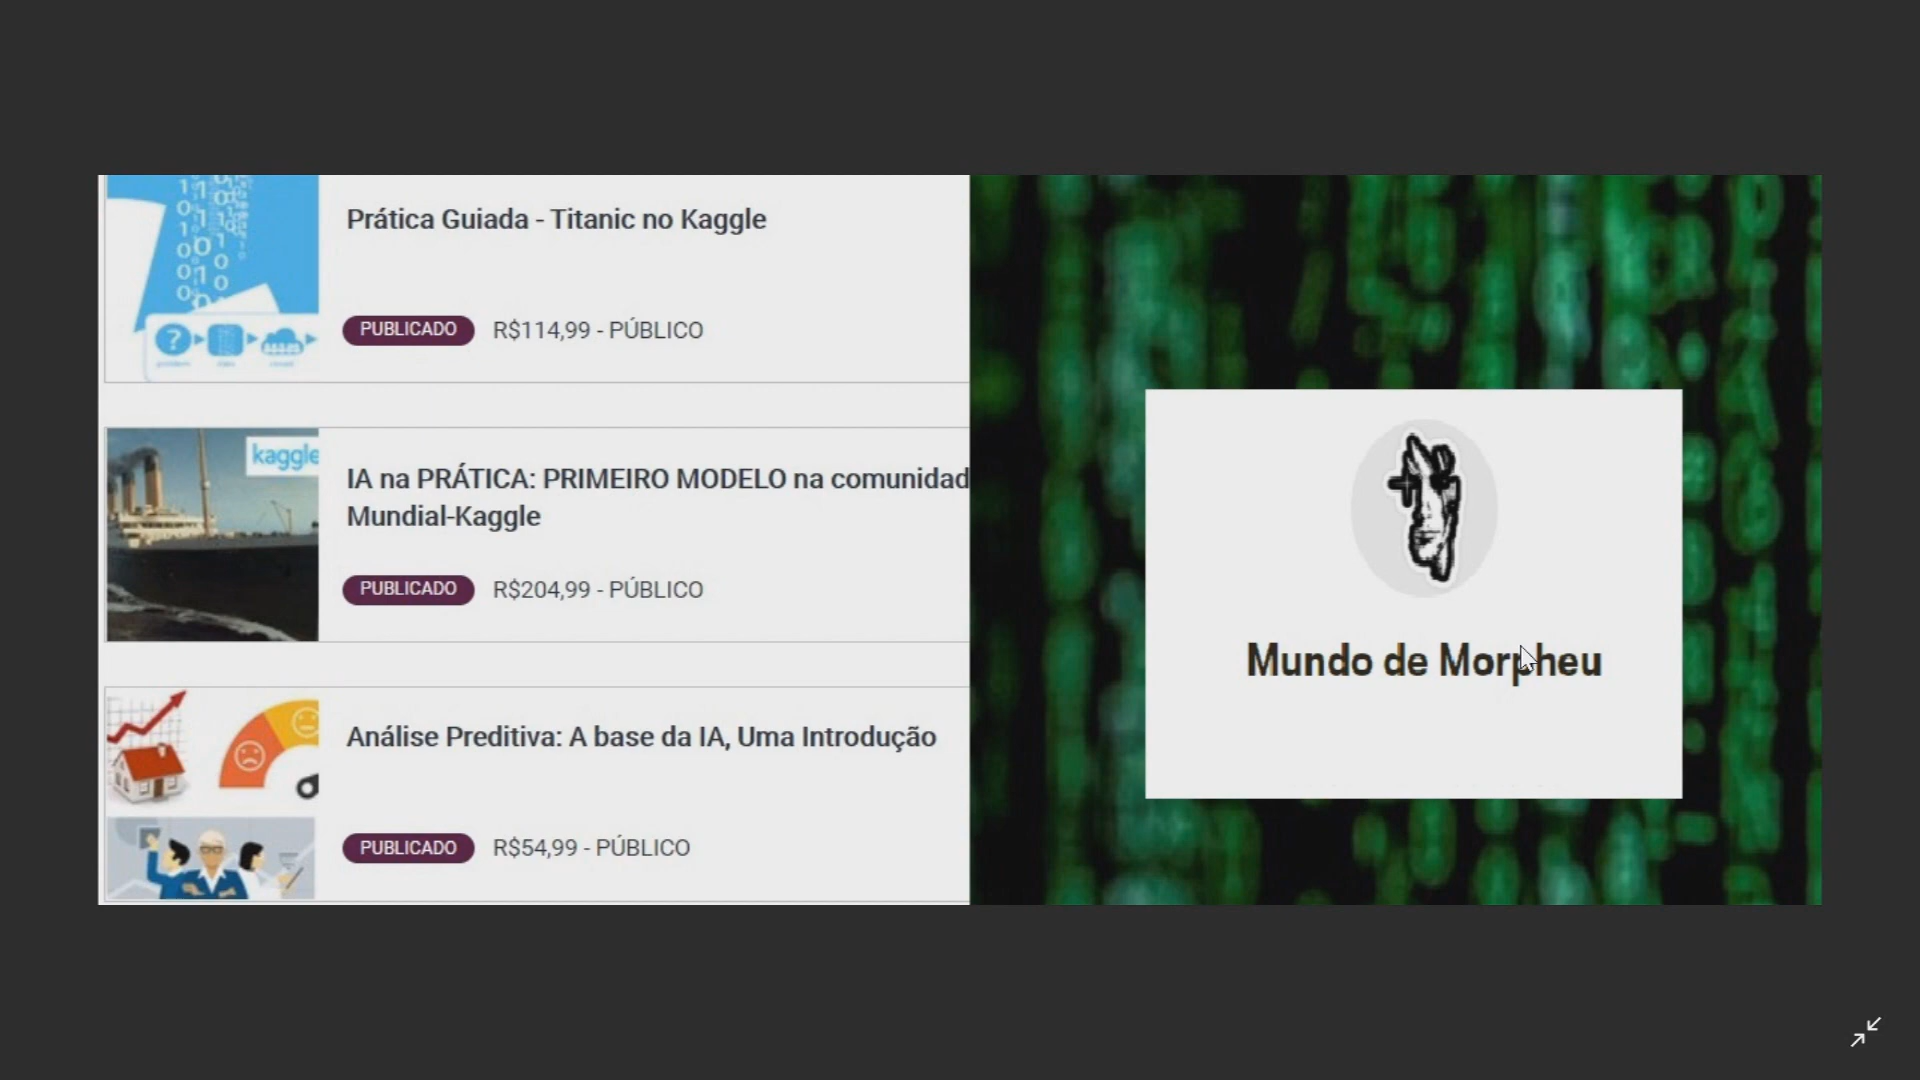 Prática Guiada - Titanic no Kaggle
PUBLICADO R$114,99 - PÚBLICO
kaggle
IA na PRÁTICA: PRIMEIRO MODELO na comunidad
Mundial-Kaggle
PUBLICADO R$204,99 - PÚBLICO
Análise Preditiva: A base da IA, Uma Introdução
PUBLICADO R$54,99 - PÚBLICO
Mundo de Morpheu